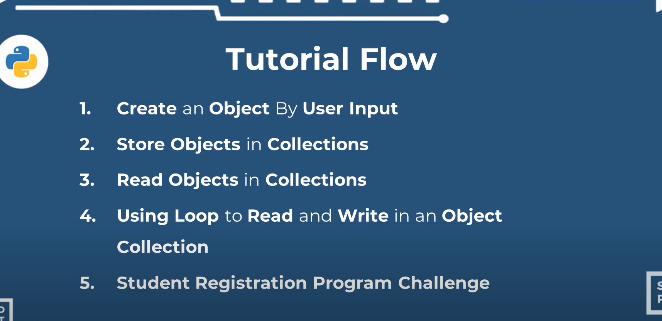 Tutorial Flow
1. Create an Object By User Input
2. Store Objects in Collections
3. Read Objects in Collections
4. Using Loop to Read and Write in an Object
Collection
5. Student Registration Program Challenge